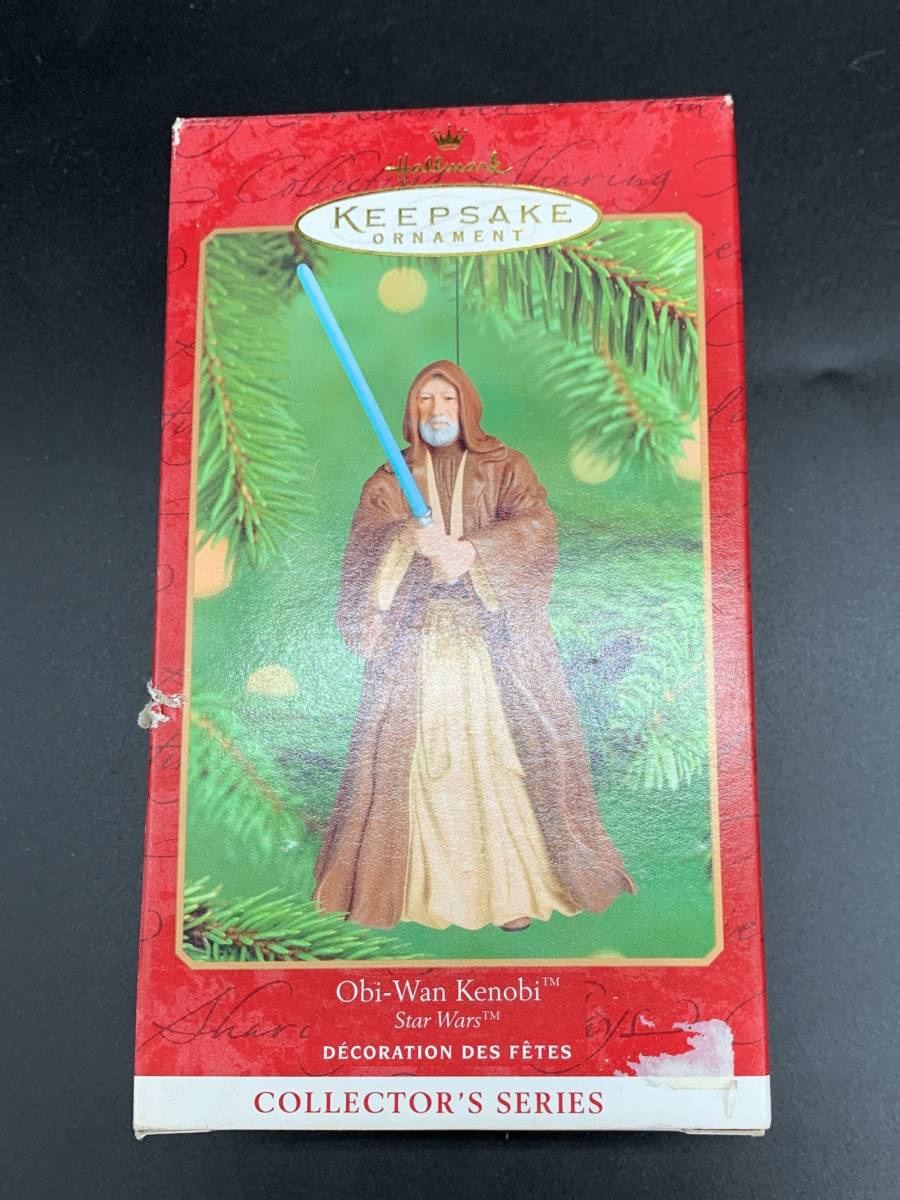 Hallmark
KEEPSAKE
ORNAMENT
Obi-Wan Kenobi™
Star Wars™
DÉCORATION DES FÊTES
COLLECTOR'S SERIES